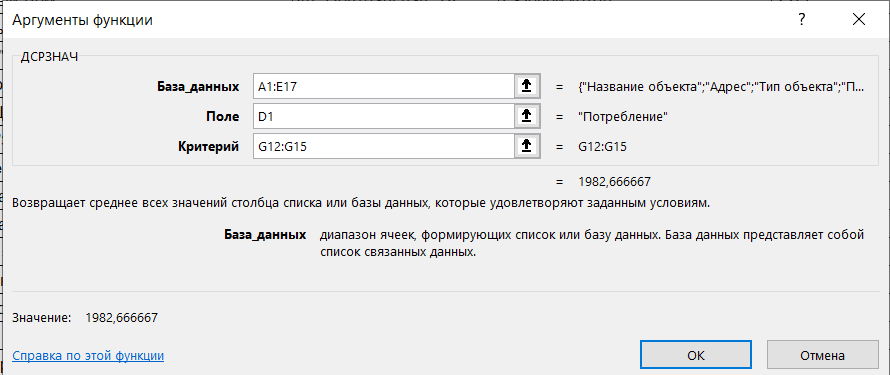 Аргументы функции
ДСРЗНАЧ
База_данных A1:E17 = {"Название объекта";"Адрес";"Тип объекта";"П...
Поле D1 = "Потребление"
Критерий G12:G15 = G12:G15
= 1982,666667
Возвращает среднее всех значений столбца списка или базы данных, которые удовлетворяют заданным условиям.
База_данных диапазон ячеек, формирующих список или базу данных. База данных представляет собой
список связанных данных.
Значение: 1982,666667
Справка по этой функции ОК Отмена